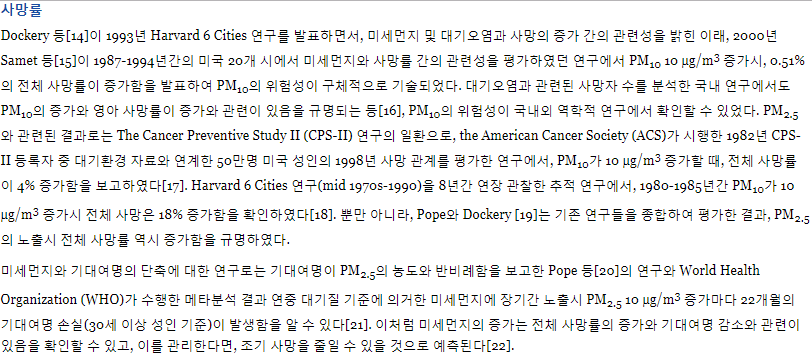 사망률
Dockery 등[14]이 1993년 Harvard 6 Cities 연구를 발표하면서, 미세먼지 및 대기오염과 사망의 증가 간의 관련성을 밝힌 이래, 2000년
Samet 등[15]이 1987-1994년간의 미국 20개 시에서 미세먼지와 사망률 간의 관련성을 평가하였던 연구에서 PM10 10 μg/m3 증가시, 0.51%
의 전체 사망률이 증가함을 발표하여 PM10의 위험성이 구체적으로 기술되었다. 대기오염과 관련된 사망자 수를 분석한 국내 연구에서도
PM10의 증가와 영아 사망률이 증가와 관련이 있음을 규명되는 등[16], PM10의 위험성이 국내외 역학적 연구에서 확인할 수 있었다. PM2.5
와 관련된 결과로는 The Cancer Preventive Study II (CPS-II) 연구의 일환으로, the American Cancer Society (ACS)가 시행한 1982년 CPS-
II 등록자 중 대기환경 자료와 연계한 50만명 미국 성인의 1998년 사망 관계를 평가한 연구에서, PM10가 10 μg/m3 증가할 때, 전체 사망률
이 4% 증가함을 보고하였다[17]. Harvard 6 Cities 연구(mid 1970s-1990)을 8년간 연장 관찰한 추적 연구에서, 1980-1985년간 PM10가 10
μg/m3 증가시 전체 사망은 18% 증가함을 확인하였다[18]. 뿐만 아니라, Pope와 Dockery [19]는 기존 연구들을 종합하여 평가한 결과, PM2.5
의 노출시 전체 사망률 역시 증가함을 규명하였다.
미세먼지와 기대여명의 단축에 대한 연구로는 기대여명이 PM2.5의 농도와 반비례함을 보고한 Pope 등[20]의 연구와 World Health
Organization (WHO)가 수행한 메타분석 결과 연중 대기질 기준에 의거한 미세먼지에 장기간 노출시 PM2.5 10 μg/m3 증가마다 22개월의
기대여명 손실(30세 이상 성인 기준)이 발생함을 알 수 있다[21]. 이처럼 미세먼지의 증가는 전체 사망률의 증가와 기대여명 감소와 관련이
있음을 확인할 수 있고, 이를 관리한다면, 조기 사망을 줄일 수 있을 것으로 예측된다[22].